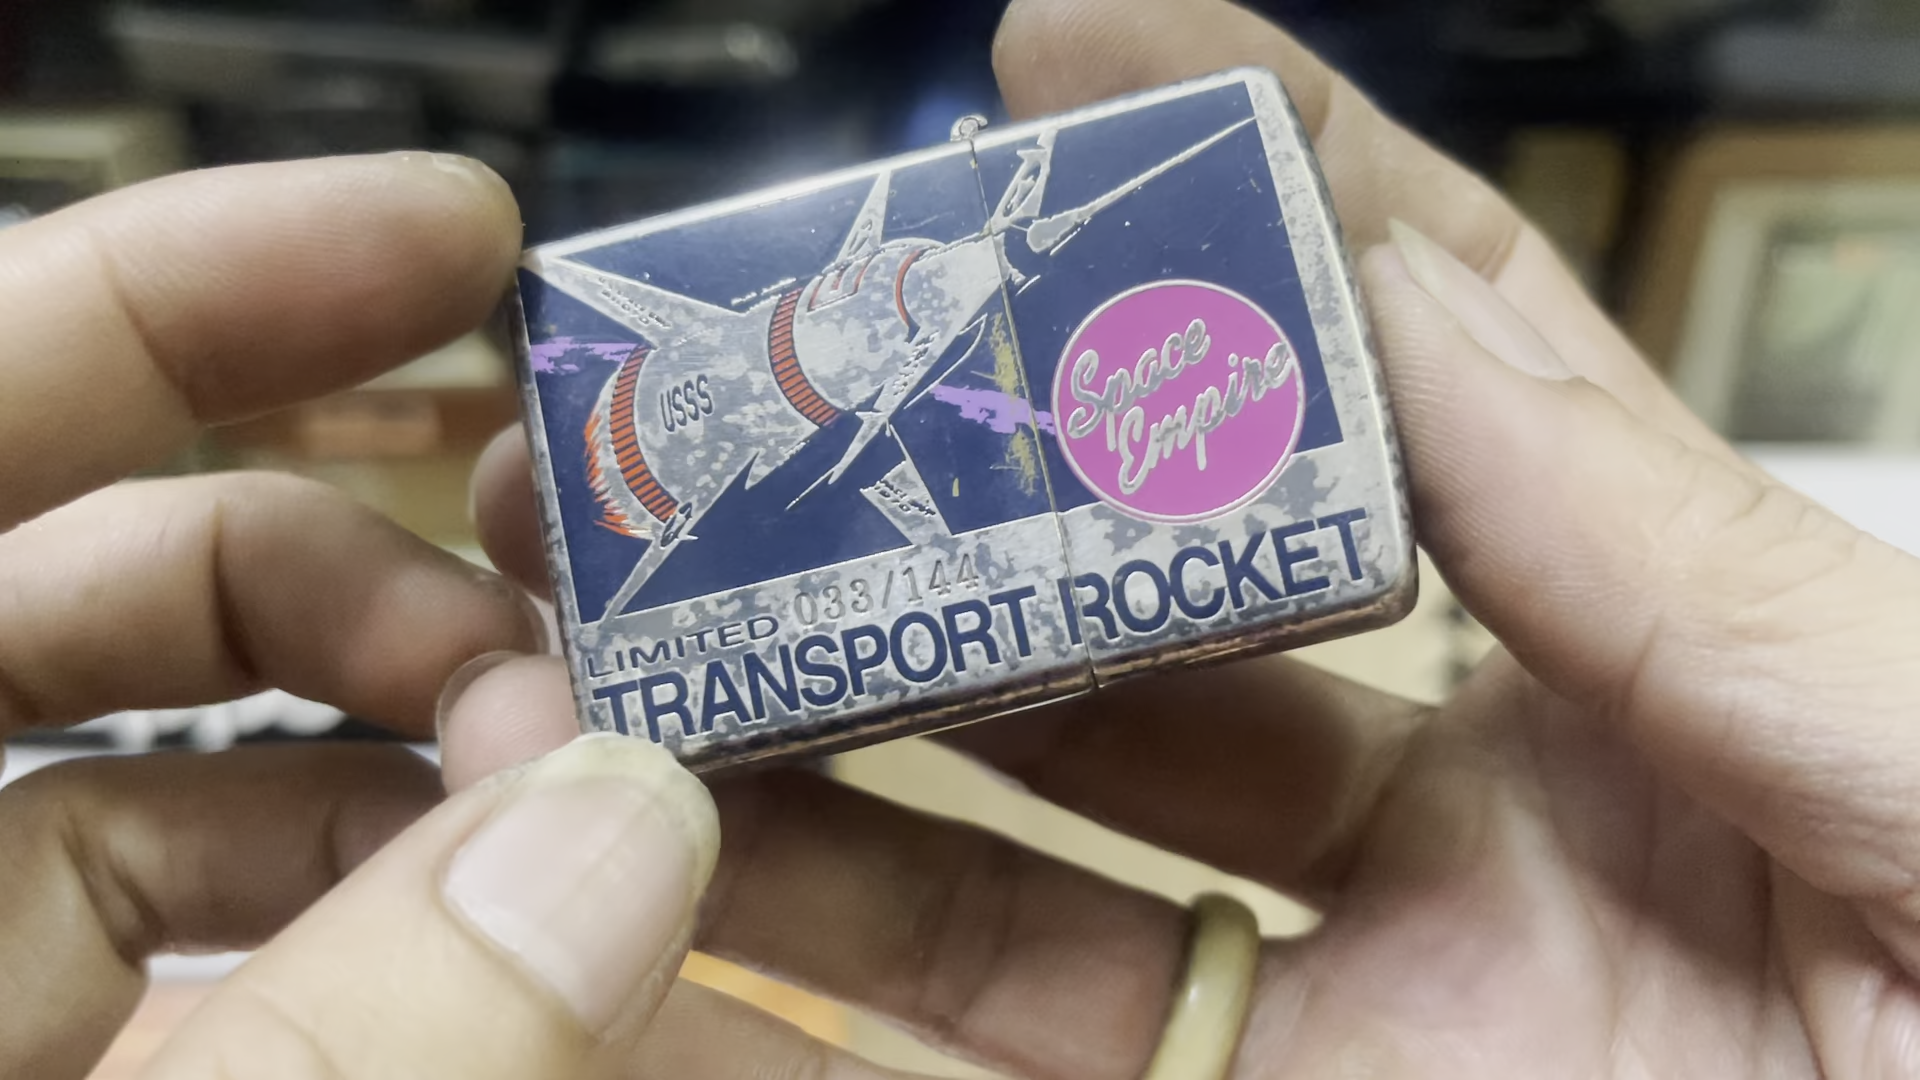 USSS
Space
Empire
LIMITED 033/144
TRANSPORT ROCKET